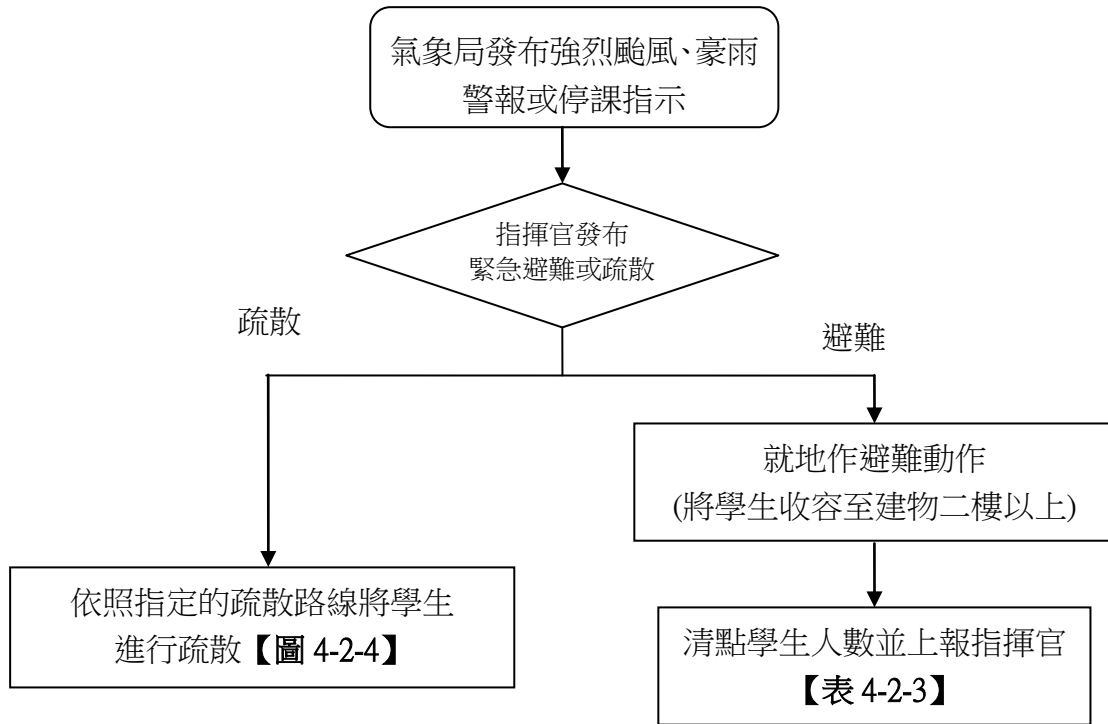 氣象局發布強烈颱風、豪雨
警報或停課指示
指揮官發布
緊急避難或疏散
疏散
避難
就地作避難動作
(將學生收容至建物二樓以上)
依照指定的疏散路線將學生
進行疏散【圖 4-2-4】
清點學生人數並上報指揮官
【表 4-2-3】